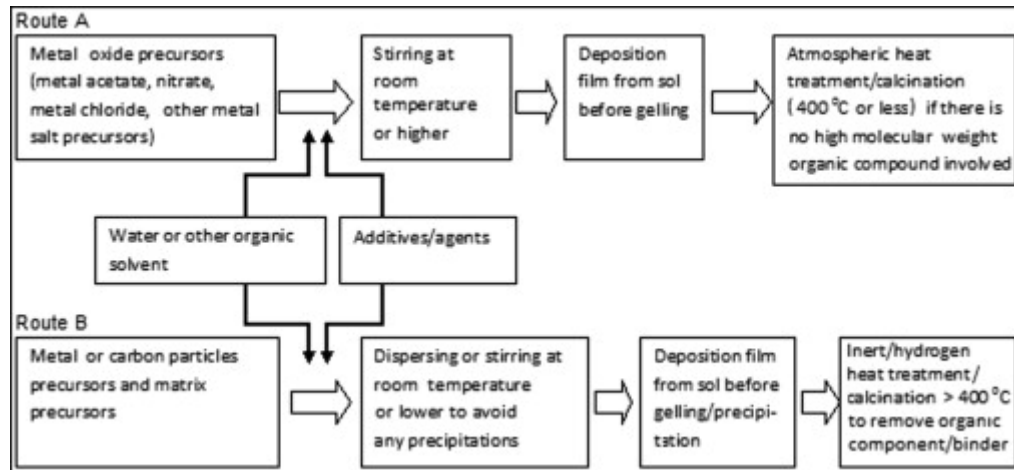 Route A
Metal oxide precursors
(metal acetate, nitrate,
metal chloride, other metal
salt precursors)
Stirring at
room
temperature
or higher
Deposition
film from sol
before gelling
Atmospheric heat
treatment/calcination
(400 °C or less) if there is
no high molecular weight
organic compound involved
Water or other organic
solvent
Additives/agents
Route B
Metal or carbon particles
precursors and matrix
precursors
Dispersing or stirring at
room temperature
or lower to avoid
any precipitations
Deposition film
from sol before
gelling/precipi-
tation
Inert/hydrogen
heat treatment/
calcination > 400 °C
to remove organic
component/binder